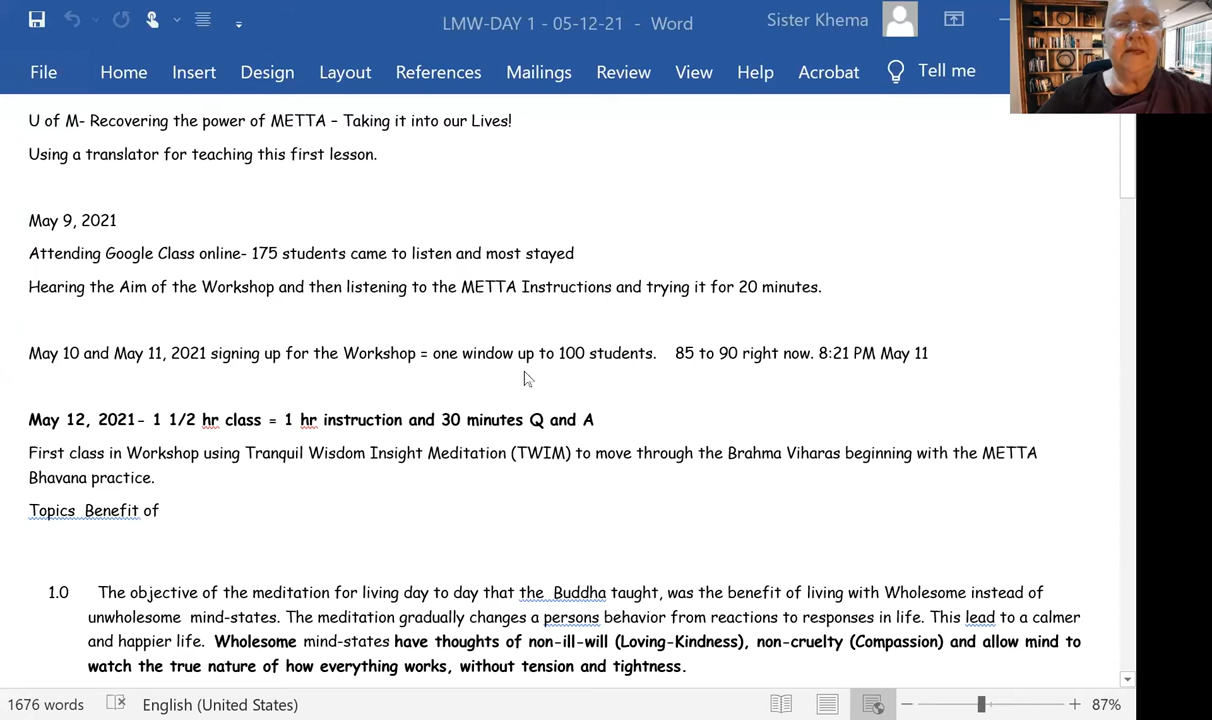 LMW-DAY 1 - 05-12-21 - Word
Sister Khema
File Home Insert Design Layout References Mailings Review View Help Acrobat Tell me
U of M- Recovering the power of METTA – Taking it into our Lives!
Using a translator for teaching this first lesson.
May 9, 2021
Attending Google Class online- 175 students came to listen and most stayed
Hearing the Aim of the Workshop and then listening to the METTA Instructions and trying it for 20 minutes.
May 10 and May 11, 2021 signing up for the Workshop = one window up to 100 students. 85 to 90 right now. 8:21 PM May 11
May 12, 2021- 1 1/2 hr class = 1 hr instruction and 30 minutes Q and A
First class in Workshop using Tranquil Wisdom Insight Meditation (TWIM) to move through the Brahma Viharas beginning with the METTA
Bhavana practice.
Topics Benefit of
1.0 The objective of the meditation for living day to day that the Buddha taught, was the benefit of living with Wholesome instead of
unwholesome mind-states. The meditation gradually changes a persons behavior from reactions to responses in life. This lead to a calmer
and happier life. Wholesome mind-states have thoughts of non-ill-will (Loving-Kindness), non-cruelty (Compassion) and allow mind to
watch the true nature of how everything works, without tension and tightness.
1676 words English (United States) 87%